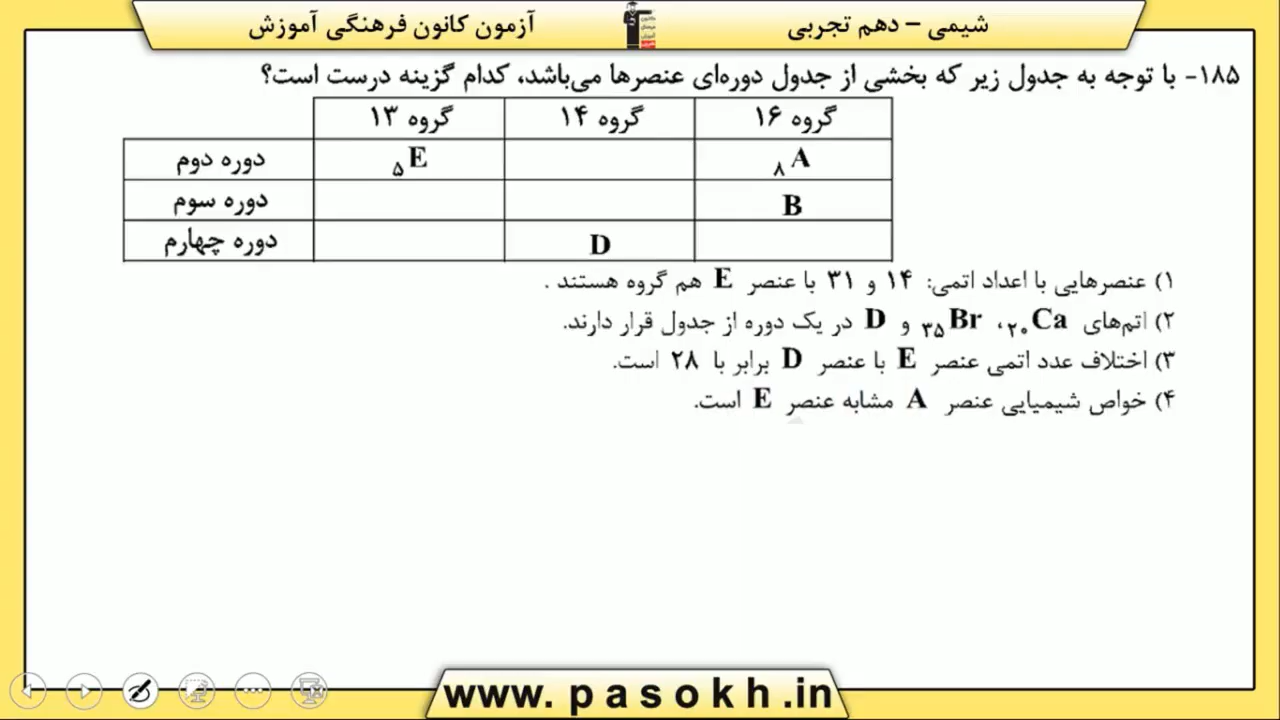 شیمی – دهم تجربی
آزمون کانون فرهنگی آموزش
۱۸۵- با توجه به جدول زیر که بخشی از جدول دوره‌ای عنصرها می‌باشد، کدام گزینه درست است؟
گروه ۱۶ گروه ۱۴ گروه ۱۳
دوره دوم ₅E ₈A
دوره سوم B
دوره چهارم D
۱) عنصرهایی با اعداد اتمی: ۱۴ و ۳۱ با عنصر E هم گروه هستند .
۲) اتم‌های ₂₀Ca، ₃₅Br و D در یک دوره از جدول قرار دارند.
۳) اختلاف عدد اتمی عنصر E با عنصر D برابر با ۲۸ است.
۴) خواص شیمیایی عنصر A مشابه عنصر E است.
www. p a s o k h .in